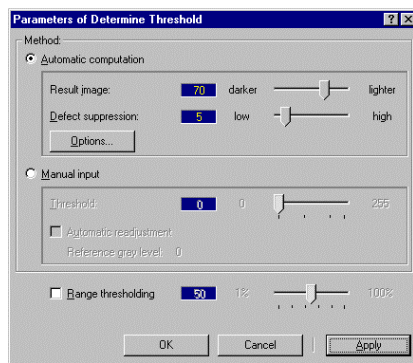 Parameters of Determine Threshold
Method:
Automatic computation
Result image: 70 darker lighter
Defect suppression: 5 low high
Options...
Manual input
Threshold: 0 0 255
Automatic readjustment
Reference gray level: 0
Range thresholding 50 1% 100%
OK Cancel Apply